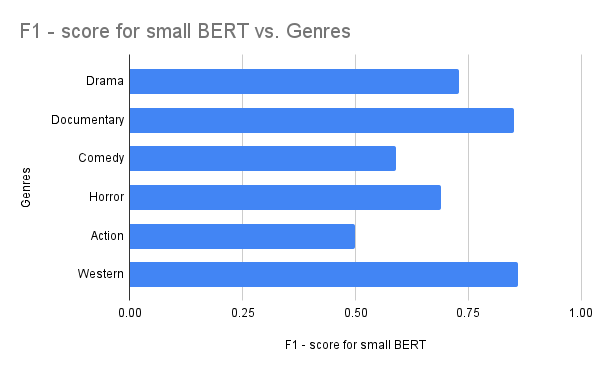 F1 - score for small BERT vs. Genres
Genres
Drama
Documentary
Comedy
Horror
Action
Western
0.00 0.25 0.50 0.75 1.00
F1 - score for small BERT